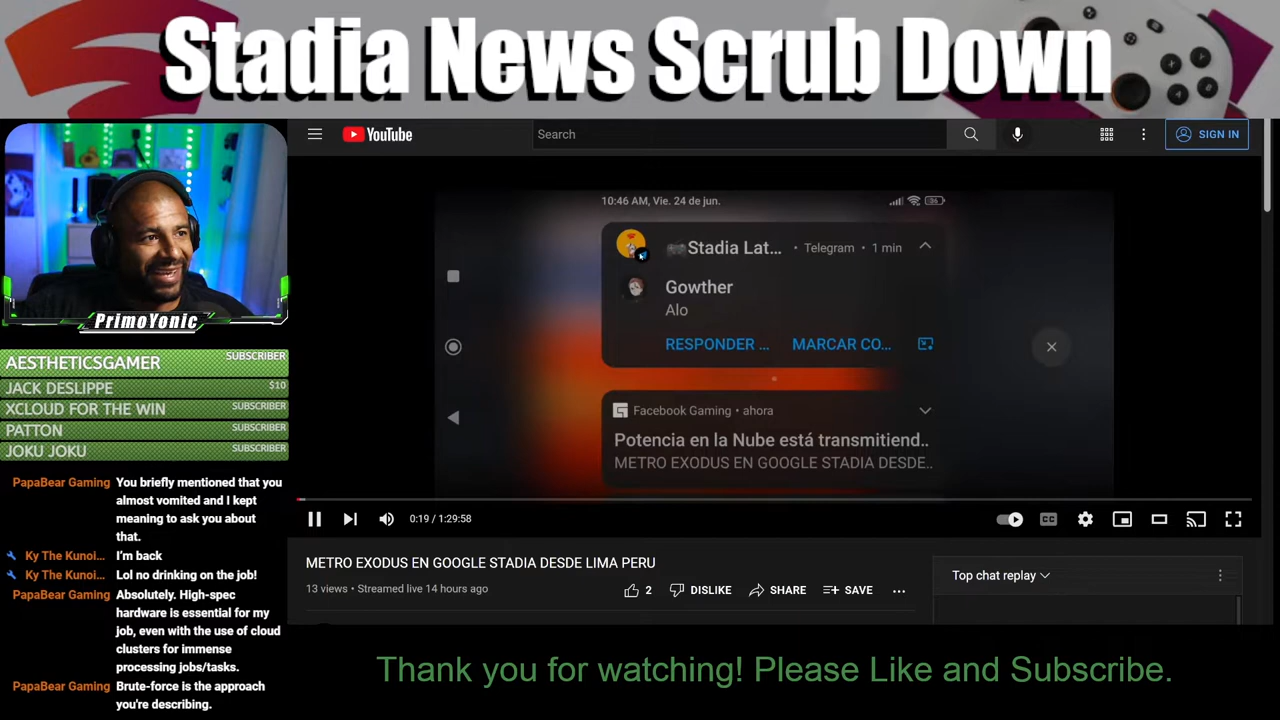 Stadia News Scrub Down
YouTube
Search
SIGN IN
10:46 AM, Vie. 24 de jun.
36
Stadia Lat... • Telegram • 1 min
Gowther
Alo
RESPONDER ... MARCAR CO...
Facebook Gaming • ahora
Potencia en la Nube está transmitiend..
METRO EXODUS EN GOOGLE STADIA DESDE..
0:19 / 1:29:58
CC
METRO EXODUS EN GOOGLE STADIA DESDE LIMA PERU
13 views • Streamed live 14 hours ago
2 DISLIKE SHARE SAVE ...
Top chat replay
PrimoYonic
AESTHETICSGAMER SUBSCRIBER
JACK DESLIPPE $10
XCLOUD FOR THE WIN SUBSCRIBER
PATTON SUBSCRIBER
JOKU JOKU SUBSCRIBER
PapaBear Gaming You briefly mentioned that you
almost vomited and I kept
meaning to ask you about
that.
Ky The Kunoi... I'm back
Ky The Kunoi... Lol no drinking on the job!
PapaBear Gaming Absolutely. High-spec
hardware is essential for my
job, even with the use of cloud
clusters for immense
processing jobs/tasks.
PapaBear Gaming Brute-force is the approach
you're describing.
Thank you for watching! Please Like and Subscribe.